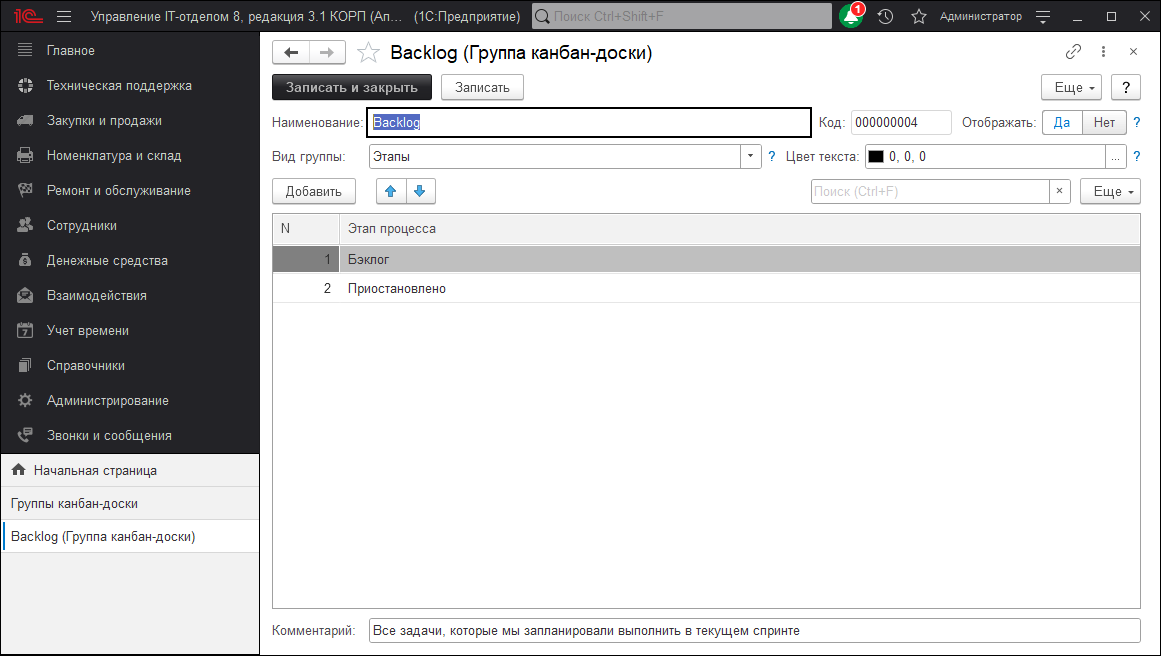 1С Управление IT-отделом 8, редакция 3.1 КОРП (Ап... (1С:Предприятие) Поиск Ctrl+Shift+F 1 Администратор
Главное
Техническая поддержка
Закупки и продажи
Номенклатура и склад
Ремонт и обслуживание
Сотрудники
Денежные средства
Взаимодействия
7 Учет времени
Справочники
Администрирование
Звонки и сообщения
Начальная страница
Группы канбан-доски
Backlog (Группа канбан-доски)
Backlog (Группа канбан-доски)
Записать и закрыть Записать Еще ?
Наименование: Backlog Код: 000000004 Отображать: Да Нет ?
Вид группы: Этапы ? Цвет текста: 0, 0, 0 ... ?
Добавить Поиск (Ctrl+F) × Еще
N Этап процесса
1 Бэклог
2 Приостановлено
Комментарий: Все задачи, которые мы запланировали выполнить в текущем спринте